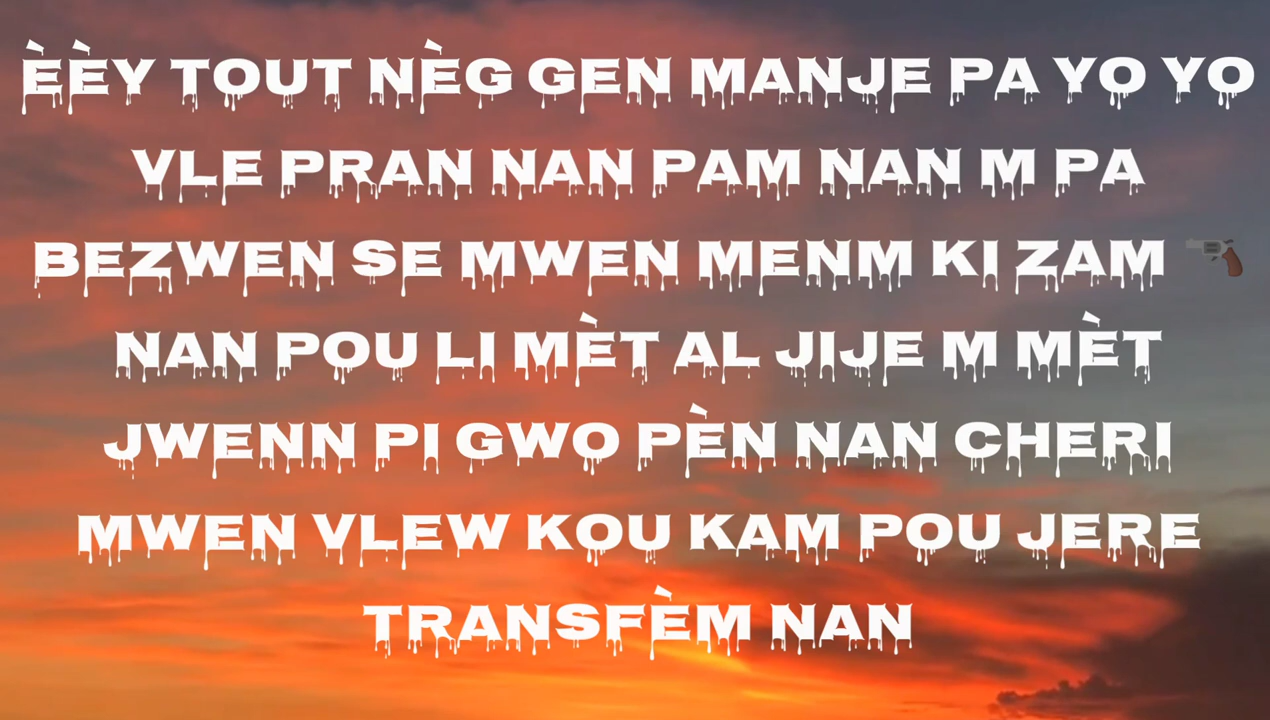 ÈÈY TOUT NÈG GEN MANJE PA YO YO
VLE PRAN NAN PAM NAN M PA
BEZWEN SE MWEN MENM KI ZAM
NAN POU LI MÈT AL JIJE M MÈT
JWENN PI GWO PÈN NAN CHERI
MWEN VLEW KOU KAM POU JERE
TRANSFÈM NAN